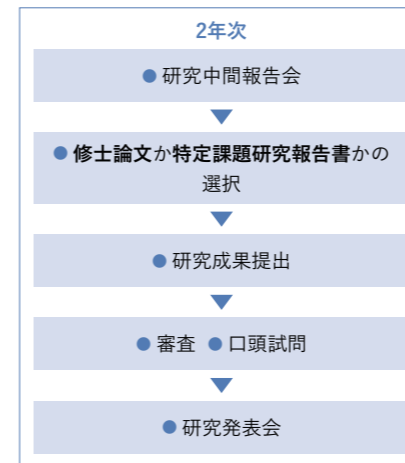 2年次
● 研究中間報告会
● 修士論文か特定課題研究報告書かの
選択
● 研究成果提出
● 審査 ● 口頭試問
● 研究発表会